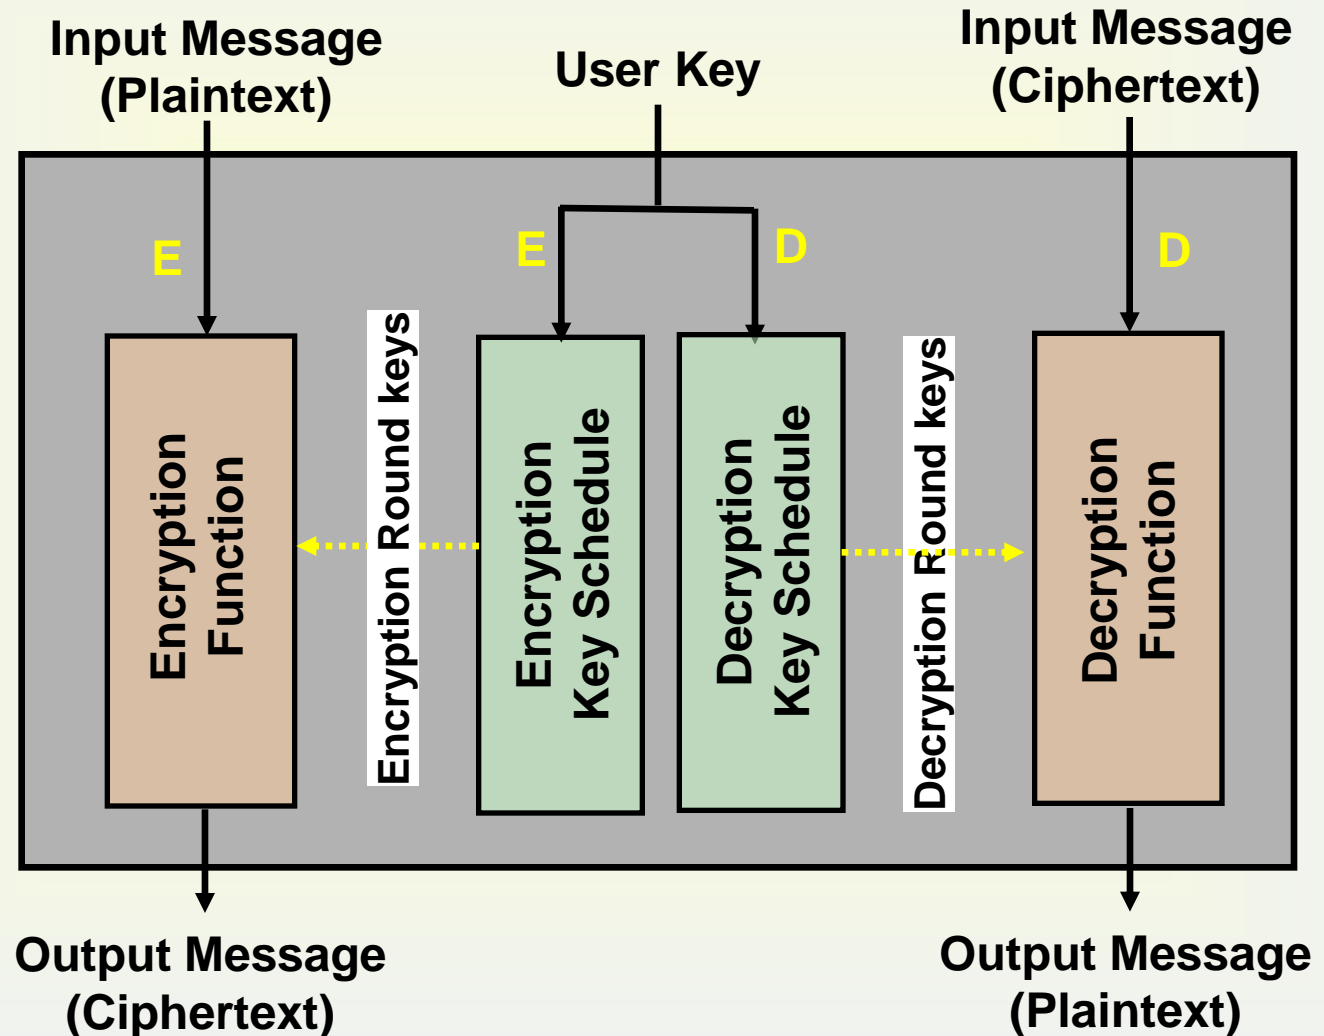 Input Message
(Plaintext)
User Key
Input Message
(Ciphertext)
E
E
D
D
Encryption
Function
Encryption Round keys
Encryption
Key Schedule
Decryption
Key Schedule
Decryption Round keys
Decryption
Function
Output Message
(Ciphertext)
Output Message
(Plaintext)